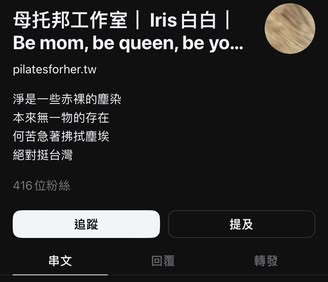 母托邦工作室｜ Iris 白白｜
Be mom, be queen, be yo...
pilatesforher.tw
淨是一些赤裸的塵染
本來無一物的存在
何苦急著拂拭塵埃
絕對挺台灣
416位粉絲
追蹤
提及
串文
回覆
轉發